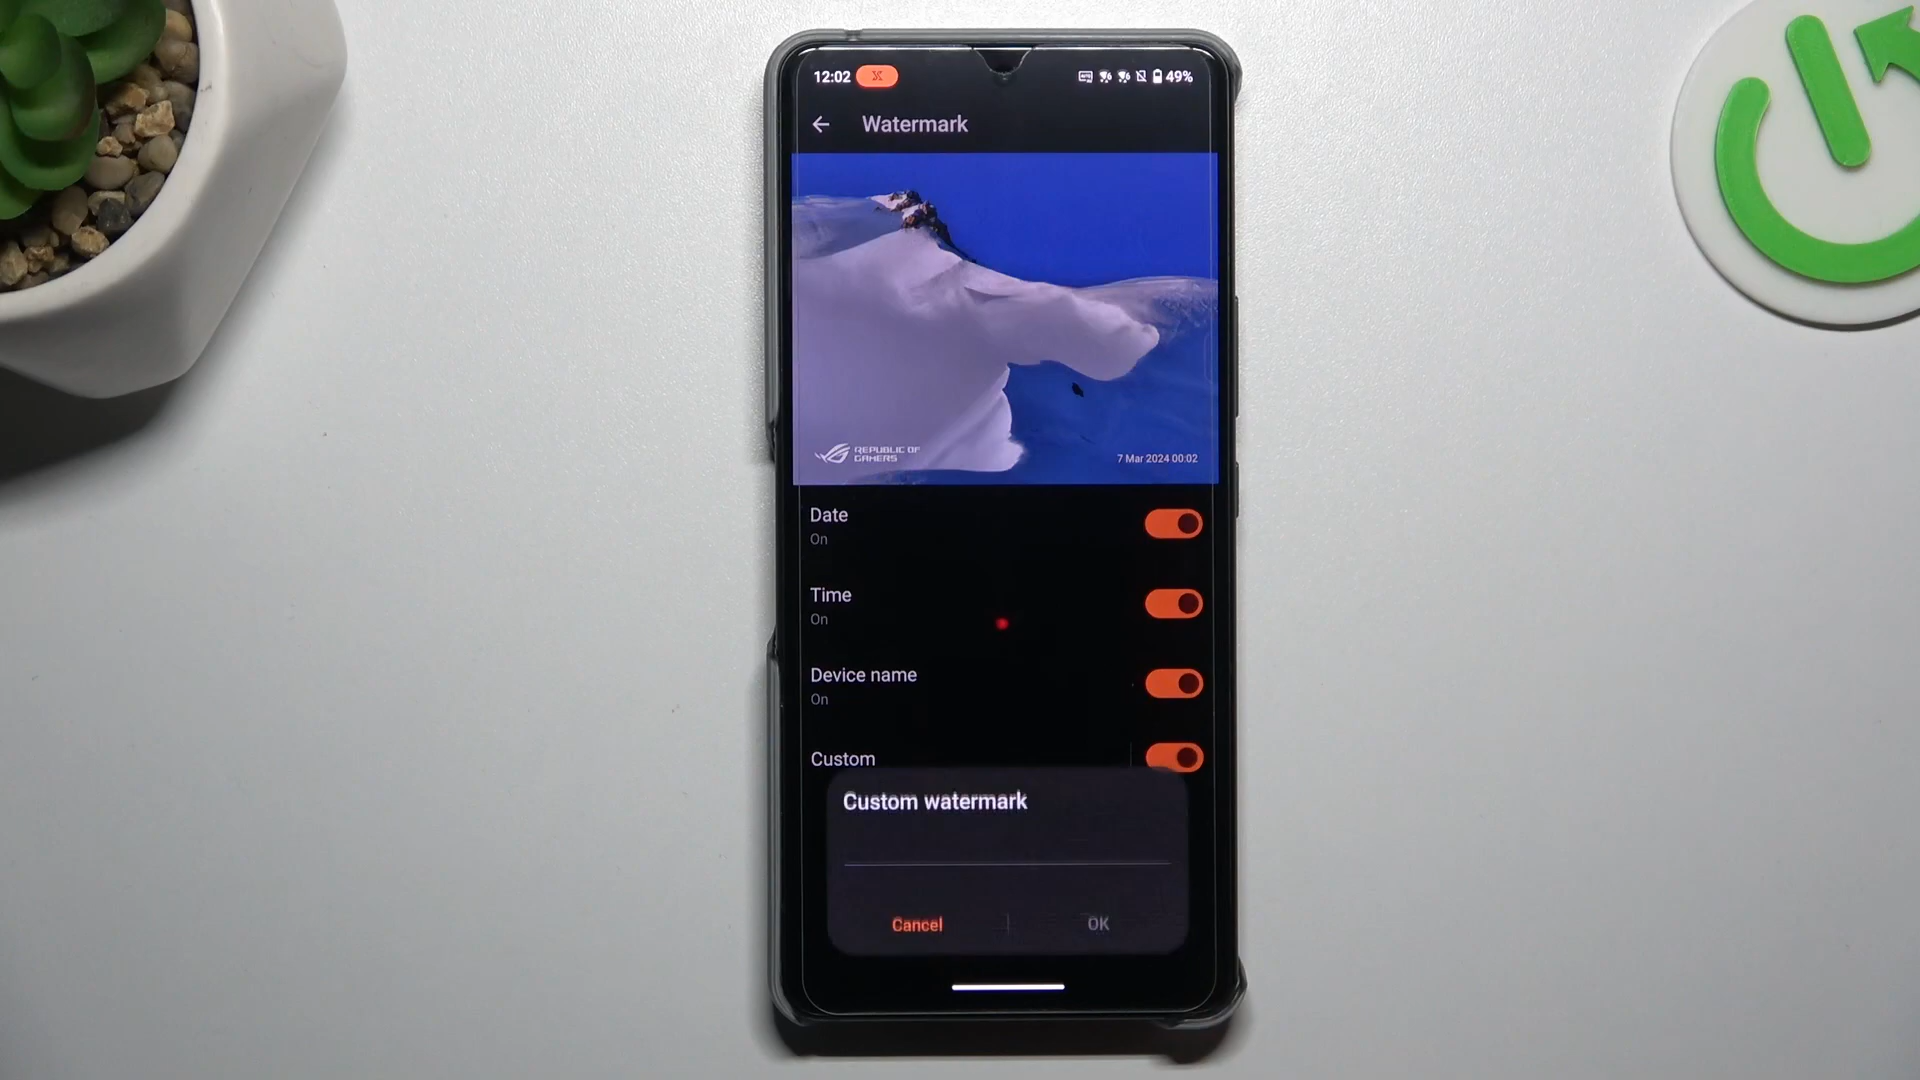 12:02 49%
Watermark
REPUBLIC OF
GAMERS
7 Mar 2024 00:02
Date
On
Time
On
Device name
On
Custom
Custom watermark
Cancel OK